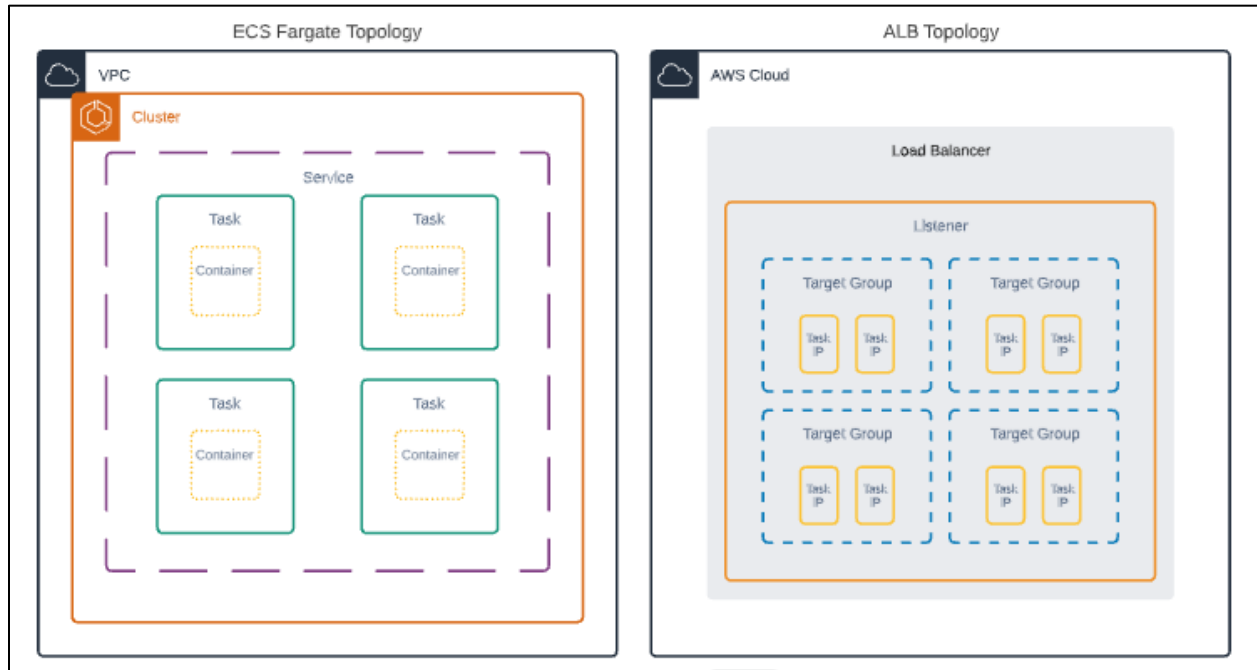 ECS Fargate Topology
VPC
Cluster
Service
Task
Container
Task
Container
Task
Container
Task
Container
ALB Topology
AWS Cloud
Load Balancer
Listener
Target Group
Task
IP
Task
IP
Target Group
Task
IP
Task
IP
Target Group
Task
IP
Task
IP
Target Group
Task
IP
Task
IP